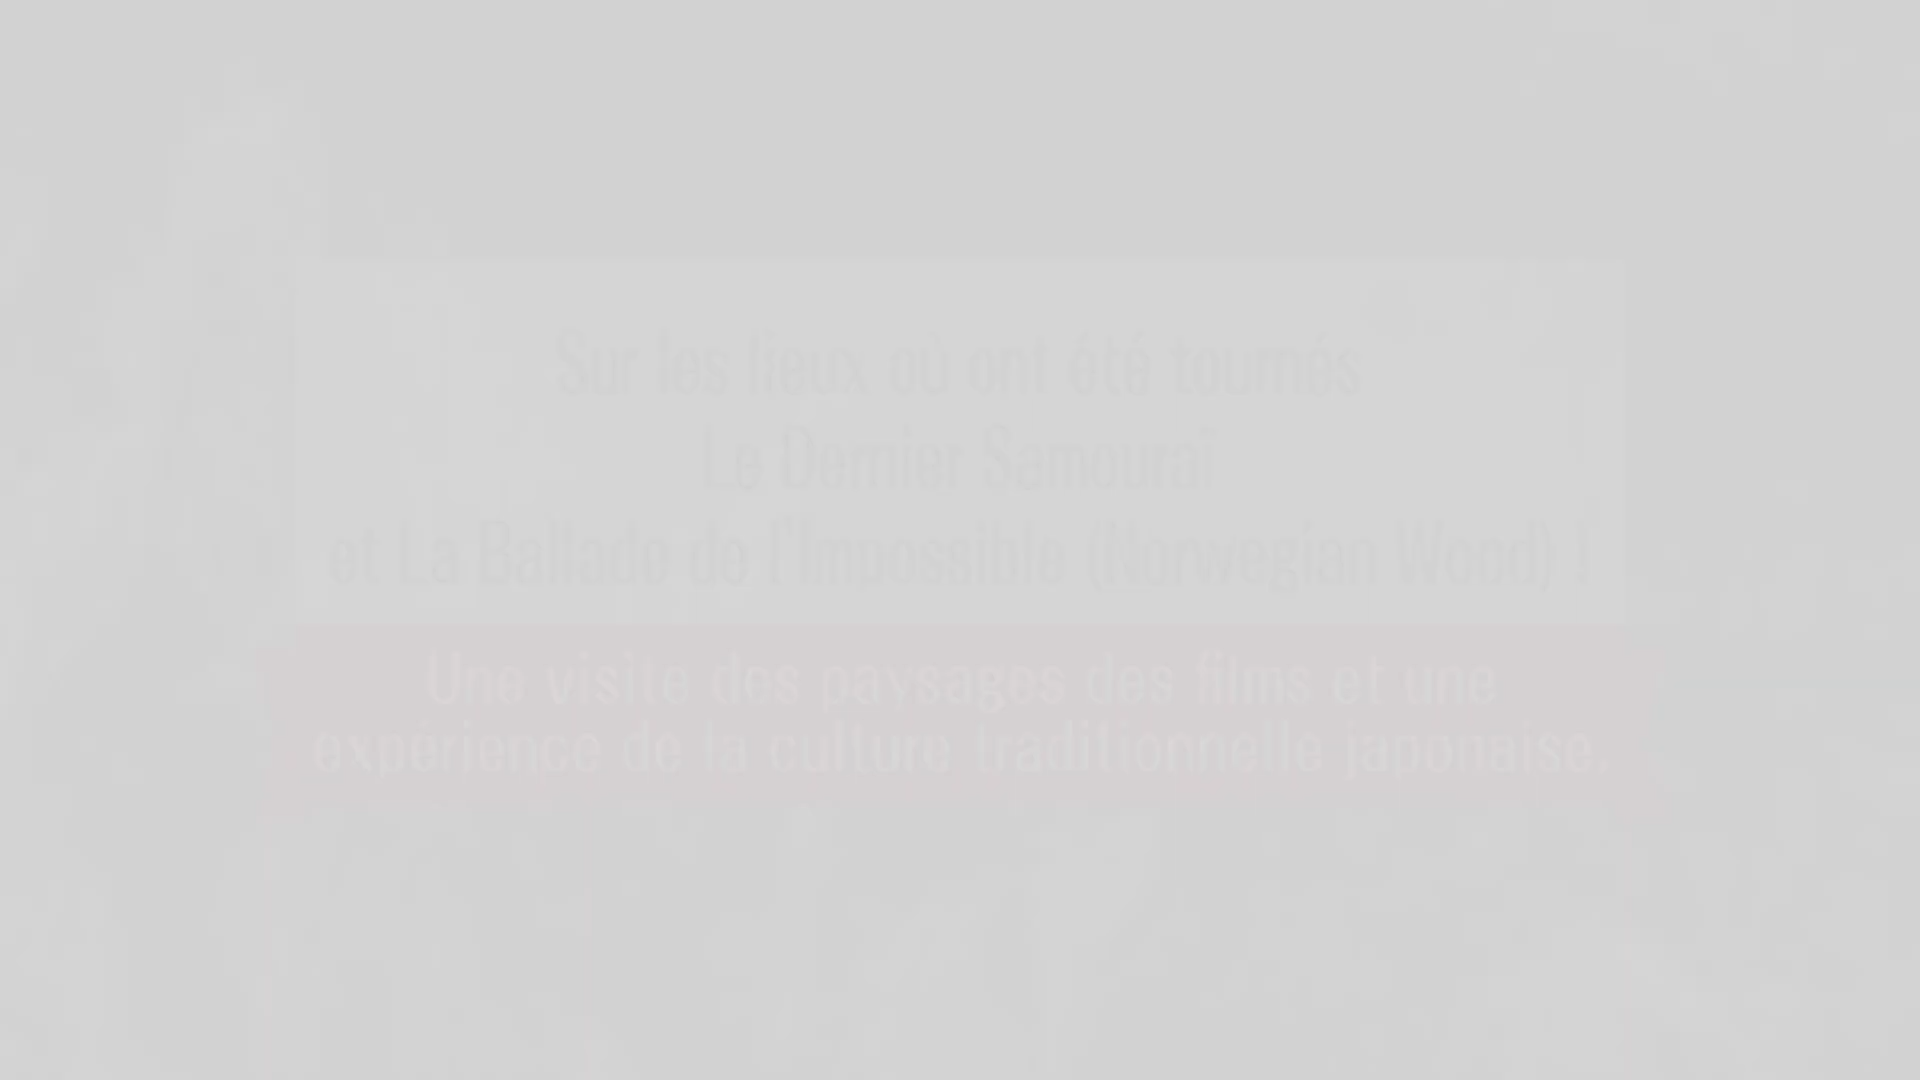 Sur les lieux où ont été tournés
Le Dernier Samouraï
et La Ballade de l'Impossible (Norwegian Wood) !
Une visite des paysages des films et une
expérience de la culture traditionnelle japonaise.